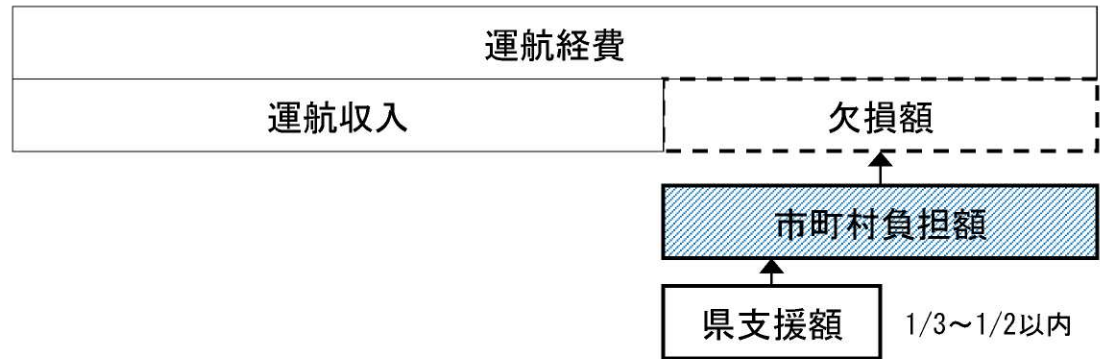 運航経費
運航収入
欠損額
市町村負担額
県支援額
1/3～1/2以内